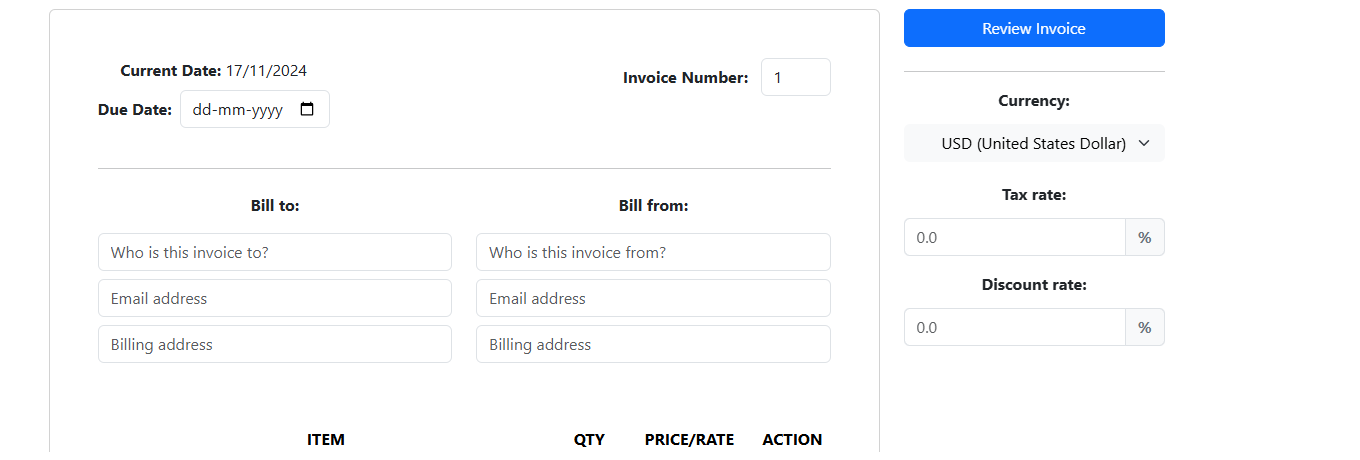 Current Date: 17/11/2024
Invoice Number: 1
Due Date: dd-mm-yyyy
Bill to:
Bill from:
Who is this invoice to?
Who is this invoice from?
Email address
Email address
Billing address
Billing address
ITEM QTY PRICE/RATE ACTION
Review Invoice
Currency:
USD (United States Dollar)
Tax rate:
0.0 %
Discount rate:
0.0 %